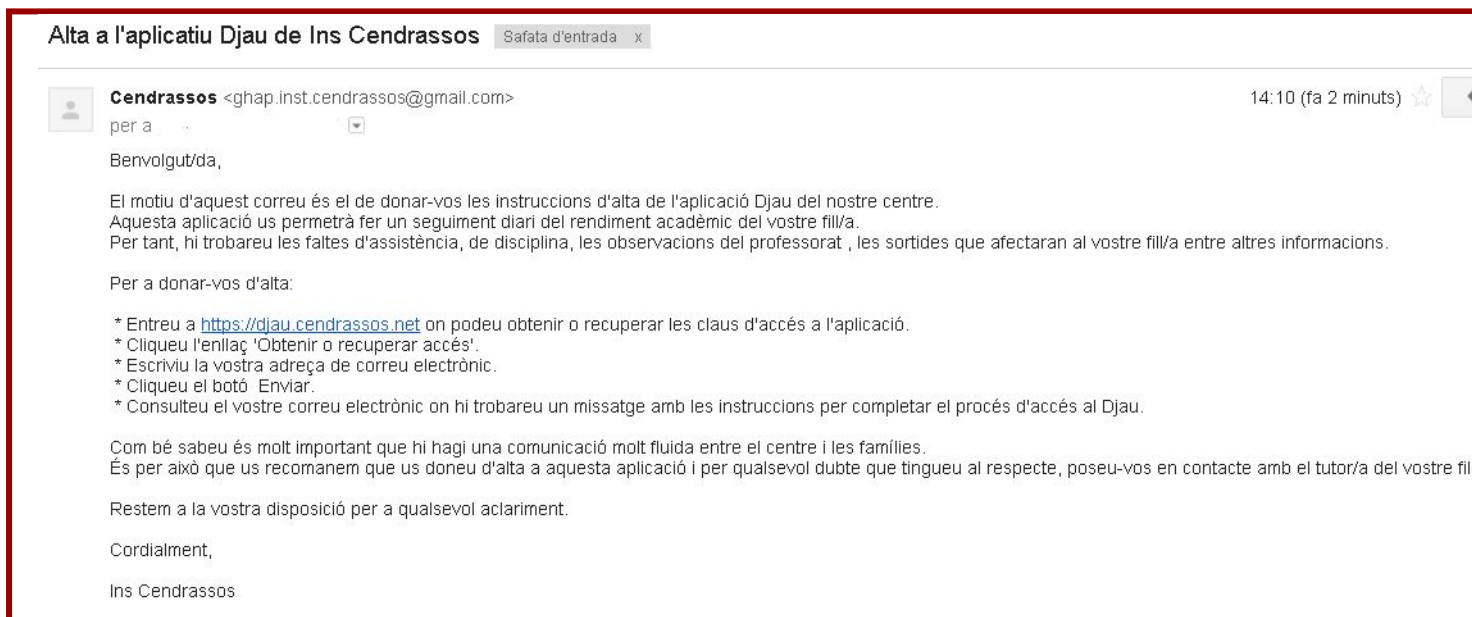 Alta a l'aplicatiu Djau de Ins Cendrassos Safata d'entrada x
Cendrassos <ghap.inst.cendrassos@gmail.com> 14:10 (fa 2 minuts)
per a
Benvolgut/da,
El motiu d'aquest correu és el de donar-vos les instruccions d'alta de l'aplicació Djau del nostre centre.
Aquesta aplicació us permetrà fer un seguiment diari del rendiment acadèmic del vostre fill/a.
Per tant, hi trobareu les faltes d'assistència, de disciplina, les observacions del professorat , les sortides que afectaran al vostre fill/a entre altres informacions.
Per a donar-vos d'alta:
* Entreu a https://djau.cendrassos.net on podeu obtenir o recuperar les claus d'accés a l'aplicació.
* Cliqueu l'enllaç 'Obtenir o recuperar accés'.
* Escriviu la vostra adreça de correu electrònic.
* Cliqueu el botó Enviar.
* Consulteu el vostre correu electrònic on hi trobareu un missatge amb les instruccions per completar el procés d'accés al Djau.
Com bé sabeu és molt important que hi hagi una comunicació molt fluida entre el centre i les famílies.
És per això que us recomanem que us doneu d'alta a aquesta aplicació i per qualsevol dubte que tingueu al respecte, poseu-vos en contacte amb el tutor/a del vostre fil
Restem a la vostra disposició per a qualsevol aclariment.
Cordialment,
Ins Cendrassos